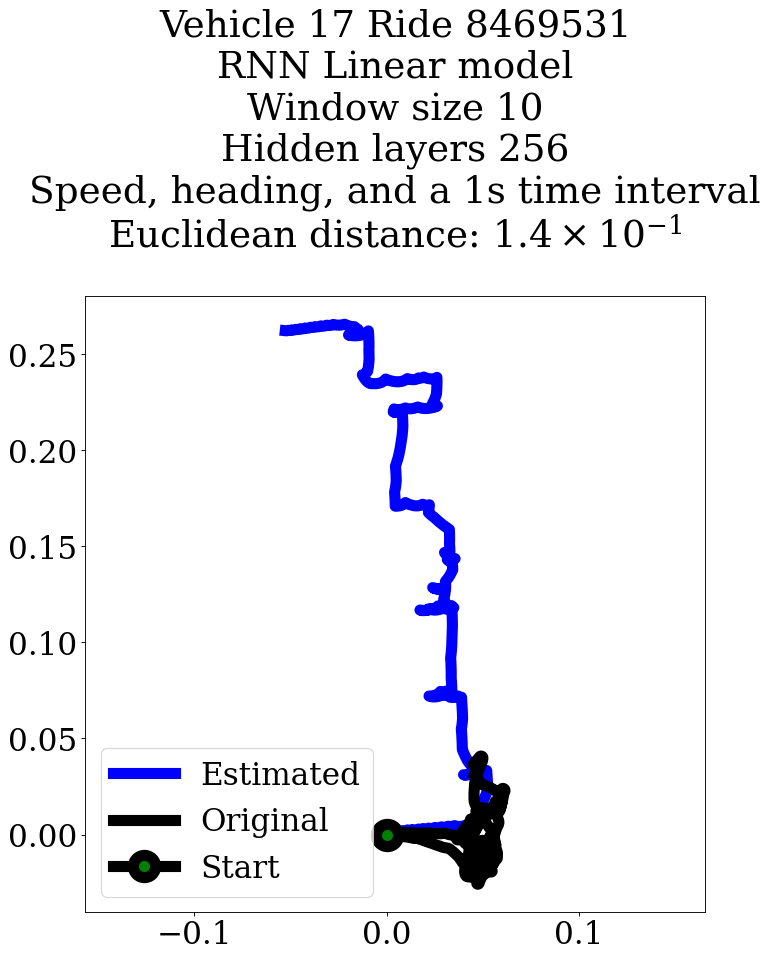 Vehicle 17 Ride 8469531
RNN Linear model
Window size 10
Hidden layers 256
Speed, heading, and a 1s time interval
Euclidean distance: 1.4 × 10⁻¹
0.25
0.20
0.15
0.10
0.05
0.00
Estimated
Original
Start
−0.1
0.0
0.1